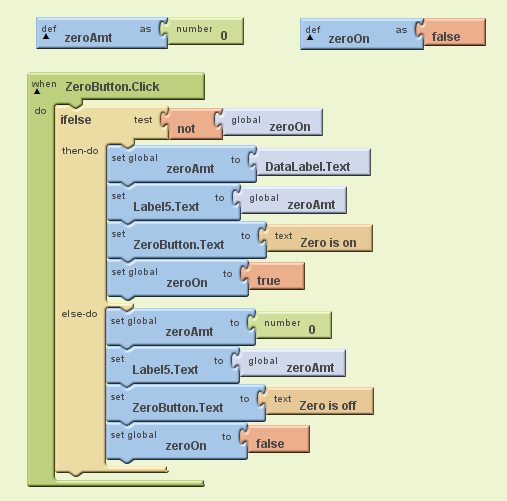 def zeroAmt as number 0
def zeroOn as false
when ZeroButton.Click
do ifelse test not global zeroOn
then-do set global zeroAmt to DataLabel.Text
set Label5.Text to global zeroAmt
set ZeroButton.Text to text Zero is on
set global zeroOn to true
else-do set global zeroAmt to number 0
set Label5.Text to global zeroAmt
set ZeroButton.Text to text Zero is off
set global zeroOn to false